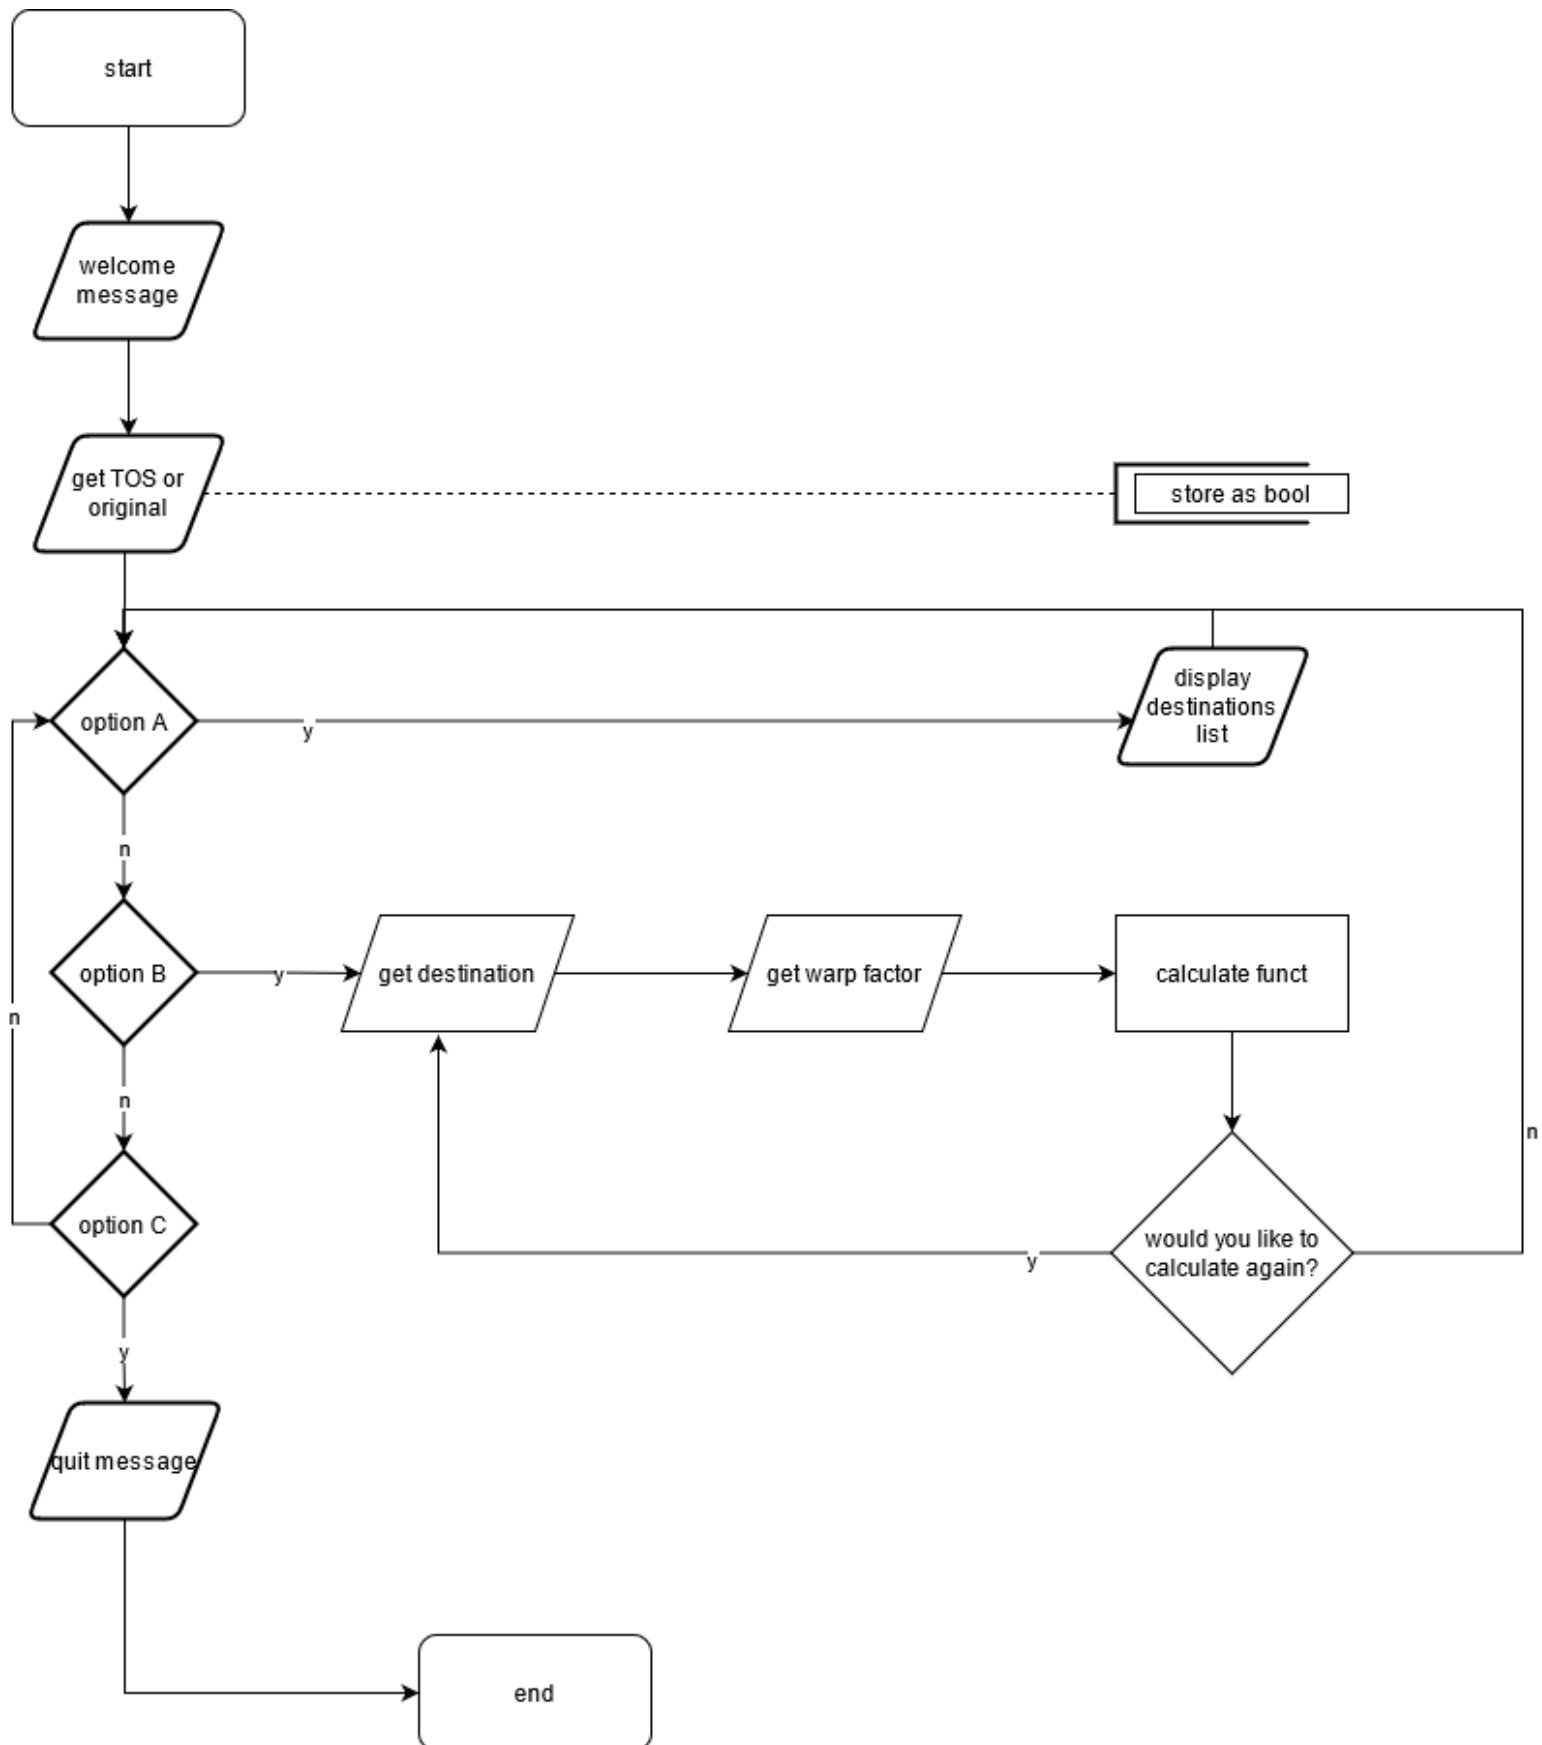 start
welcome
message
get TOS or
original
store as bool
option A
y
display
destinations
list
n
option B
y
get destination
get warp factor
calculate funct
n
n
n
option C
would you like to
calculate again?
y
y
quit message
end